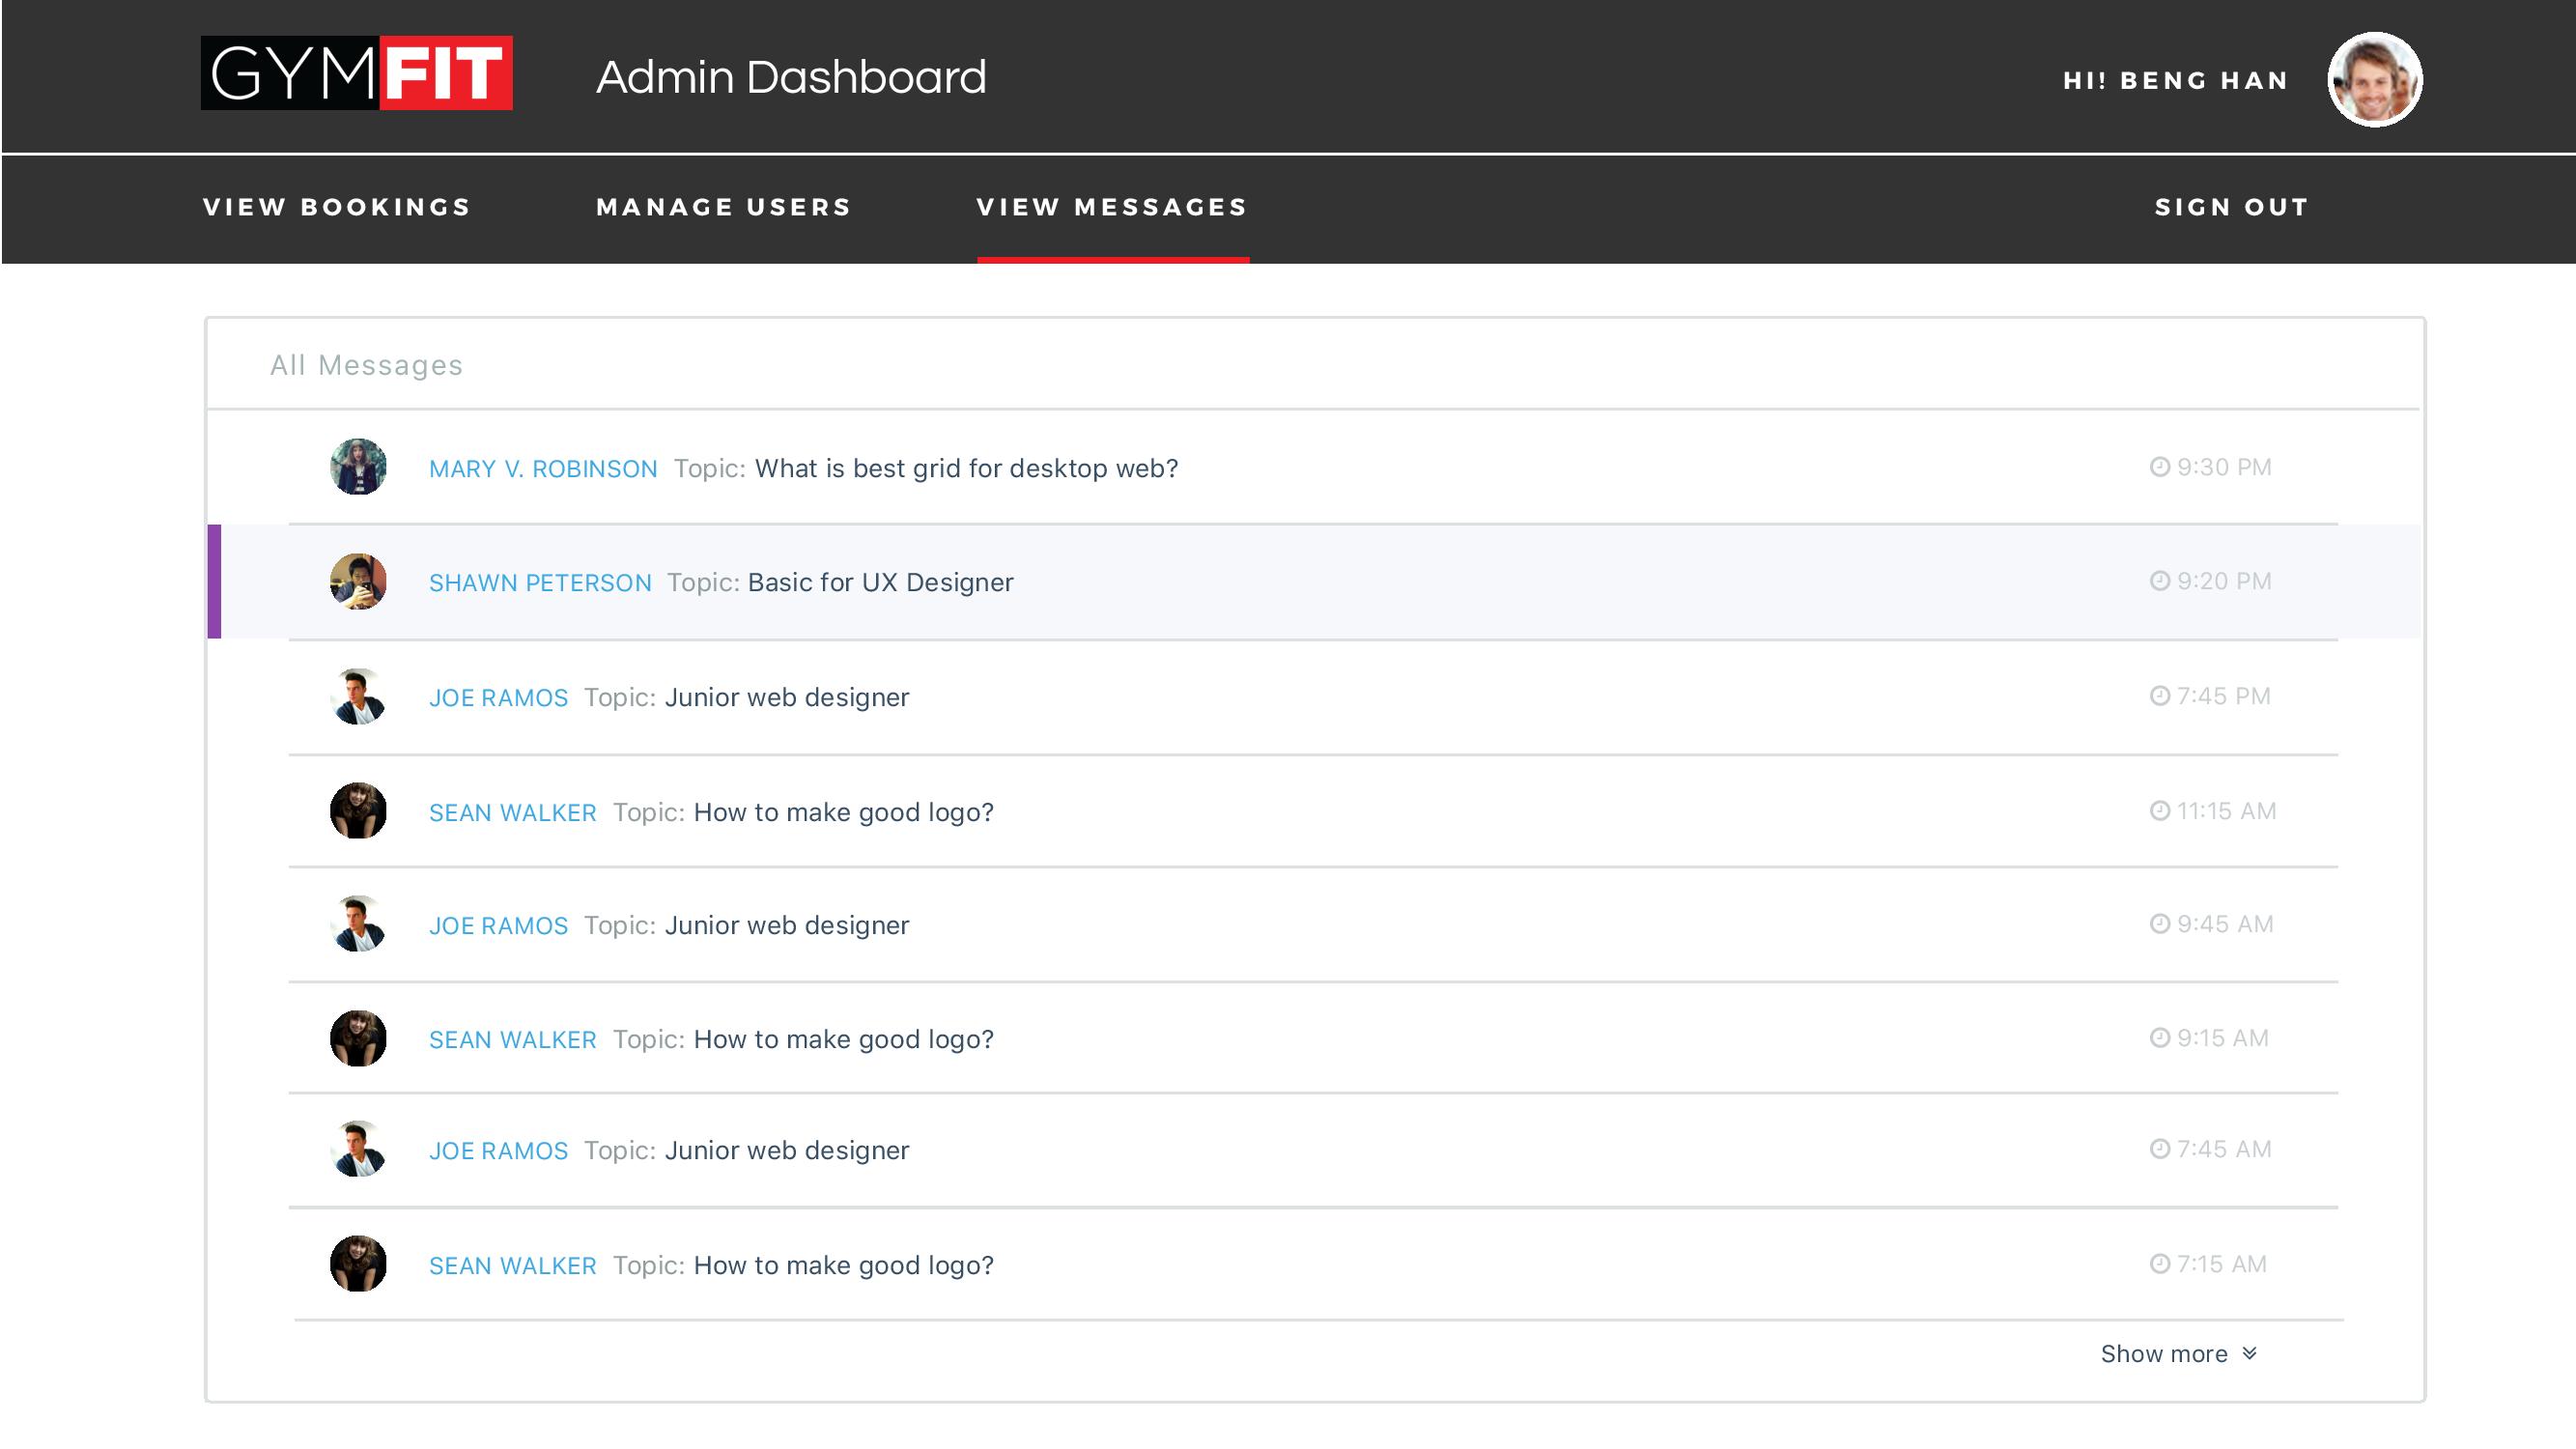 GYMFIT Admin Dashboard HI! BENG HAN
VIEW BOOKINGS MANAGE USERS VIEW MESSAGES SIGN OUT
All Messages
MARY V. ROBINSON Topic: What is best grid for desktop web? 9:30 PM
SHAWN PETERSON Topic: Basic for UX Designer 9:20 PM
JOE RAMOS Topic: Junior web designer 7:45 PM
SEAN WALKER Topic: How to make good logo? 11:15 AM
JOE RAMOS Topic: Junior web designer 9:45 AM
SEAN WALKER Topic: How to make good logo? 9:15 AM
JOE RAMOS Topic: Junior web designer 7:45 AM
SEAN WALKER Topic: How to make good logo? 7:15 AM
Show more